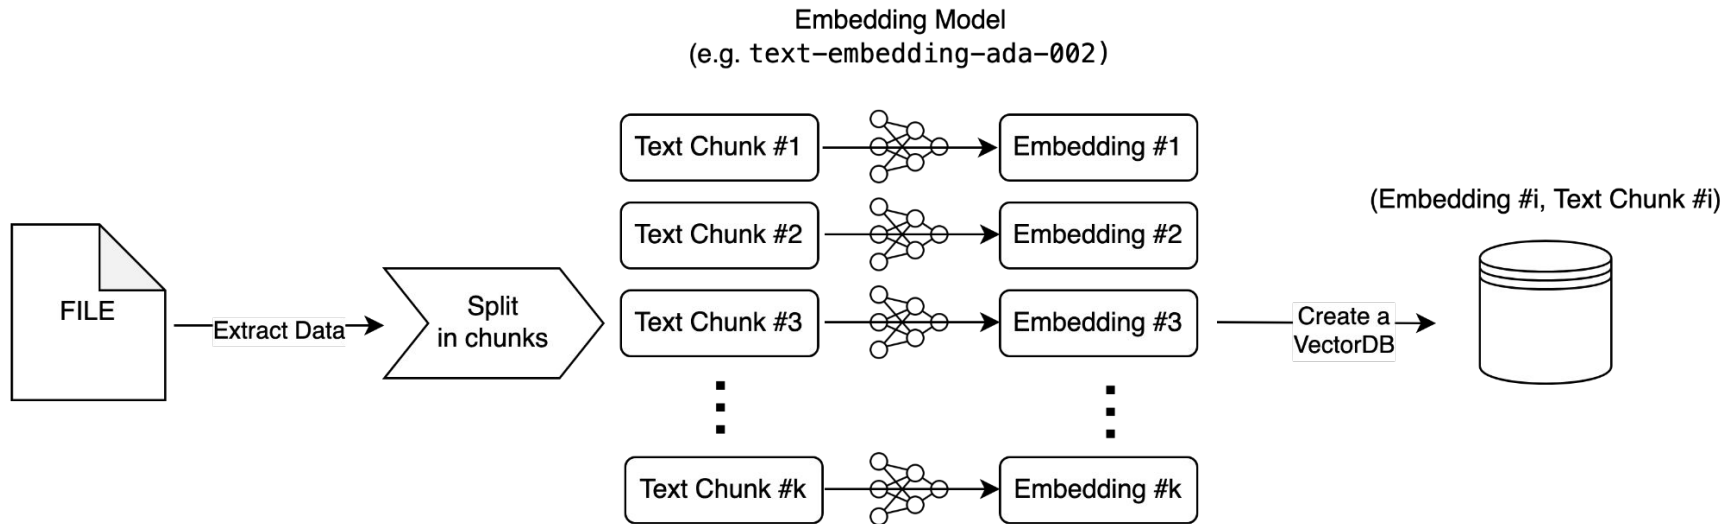 Embedding Model
(e.g. text-embedding-ada-002)
FILE
Extract Data
Split
in chunks
Text Chunk #1
Embedding #1
Text Chunk #2
Embedding #2
Text Chunk #3
Embedding #3
Text Chunk #k
Embedding #k
Create a
VectorDB
(Embedding #i, Text Chunk #i)